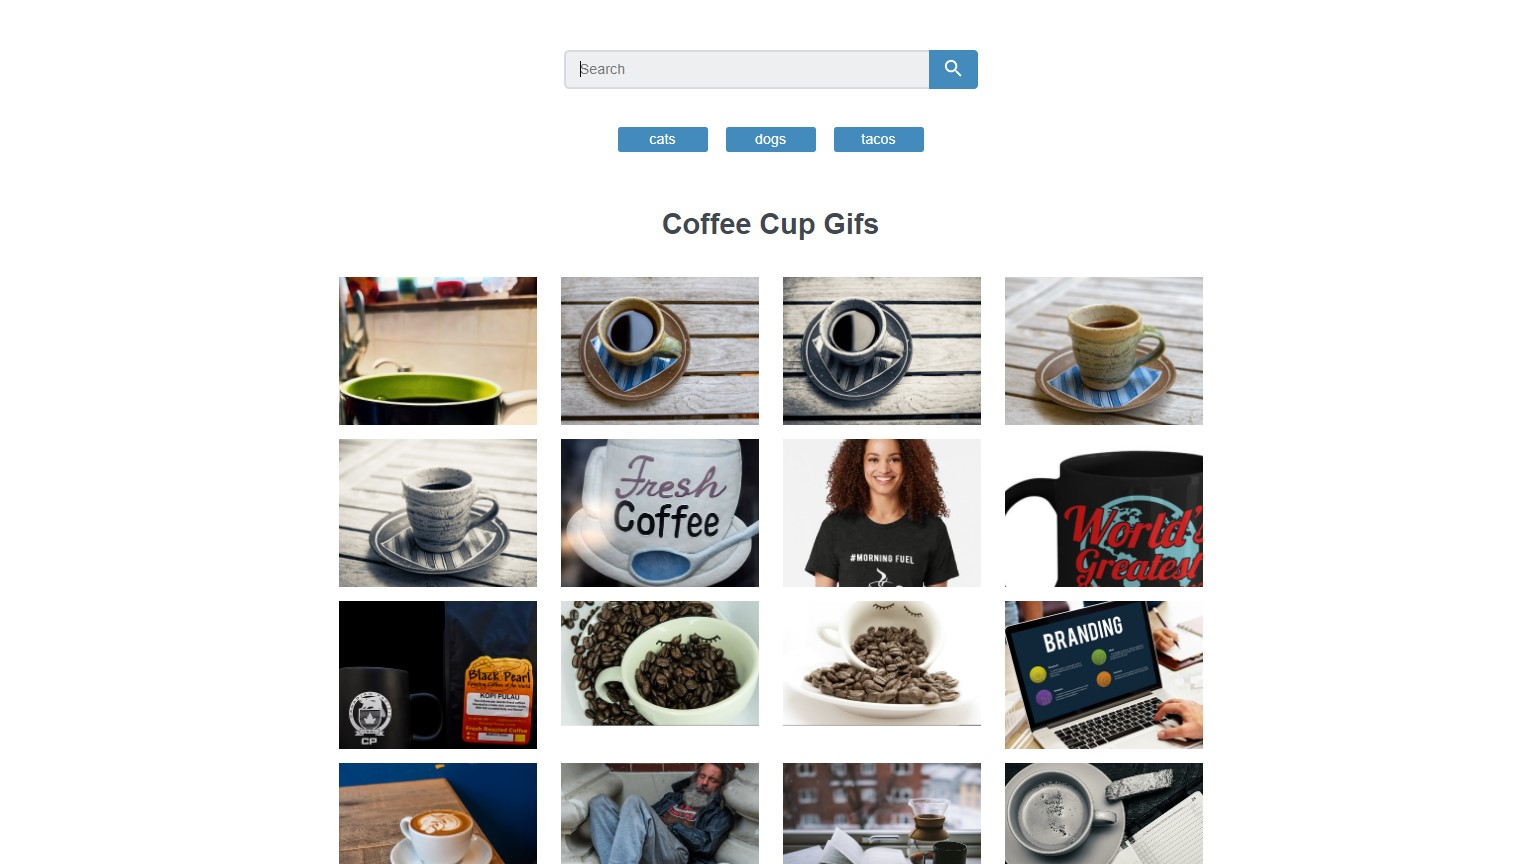 Search
cats
dogs
tacos
Coffee Cup Gifs
Fresh
Coffee
#MORNING FUEL
World's
Greatest
CP
Black Pearl
KOPI PULAU
Fresh Roasted Coffee
BRANDING